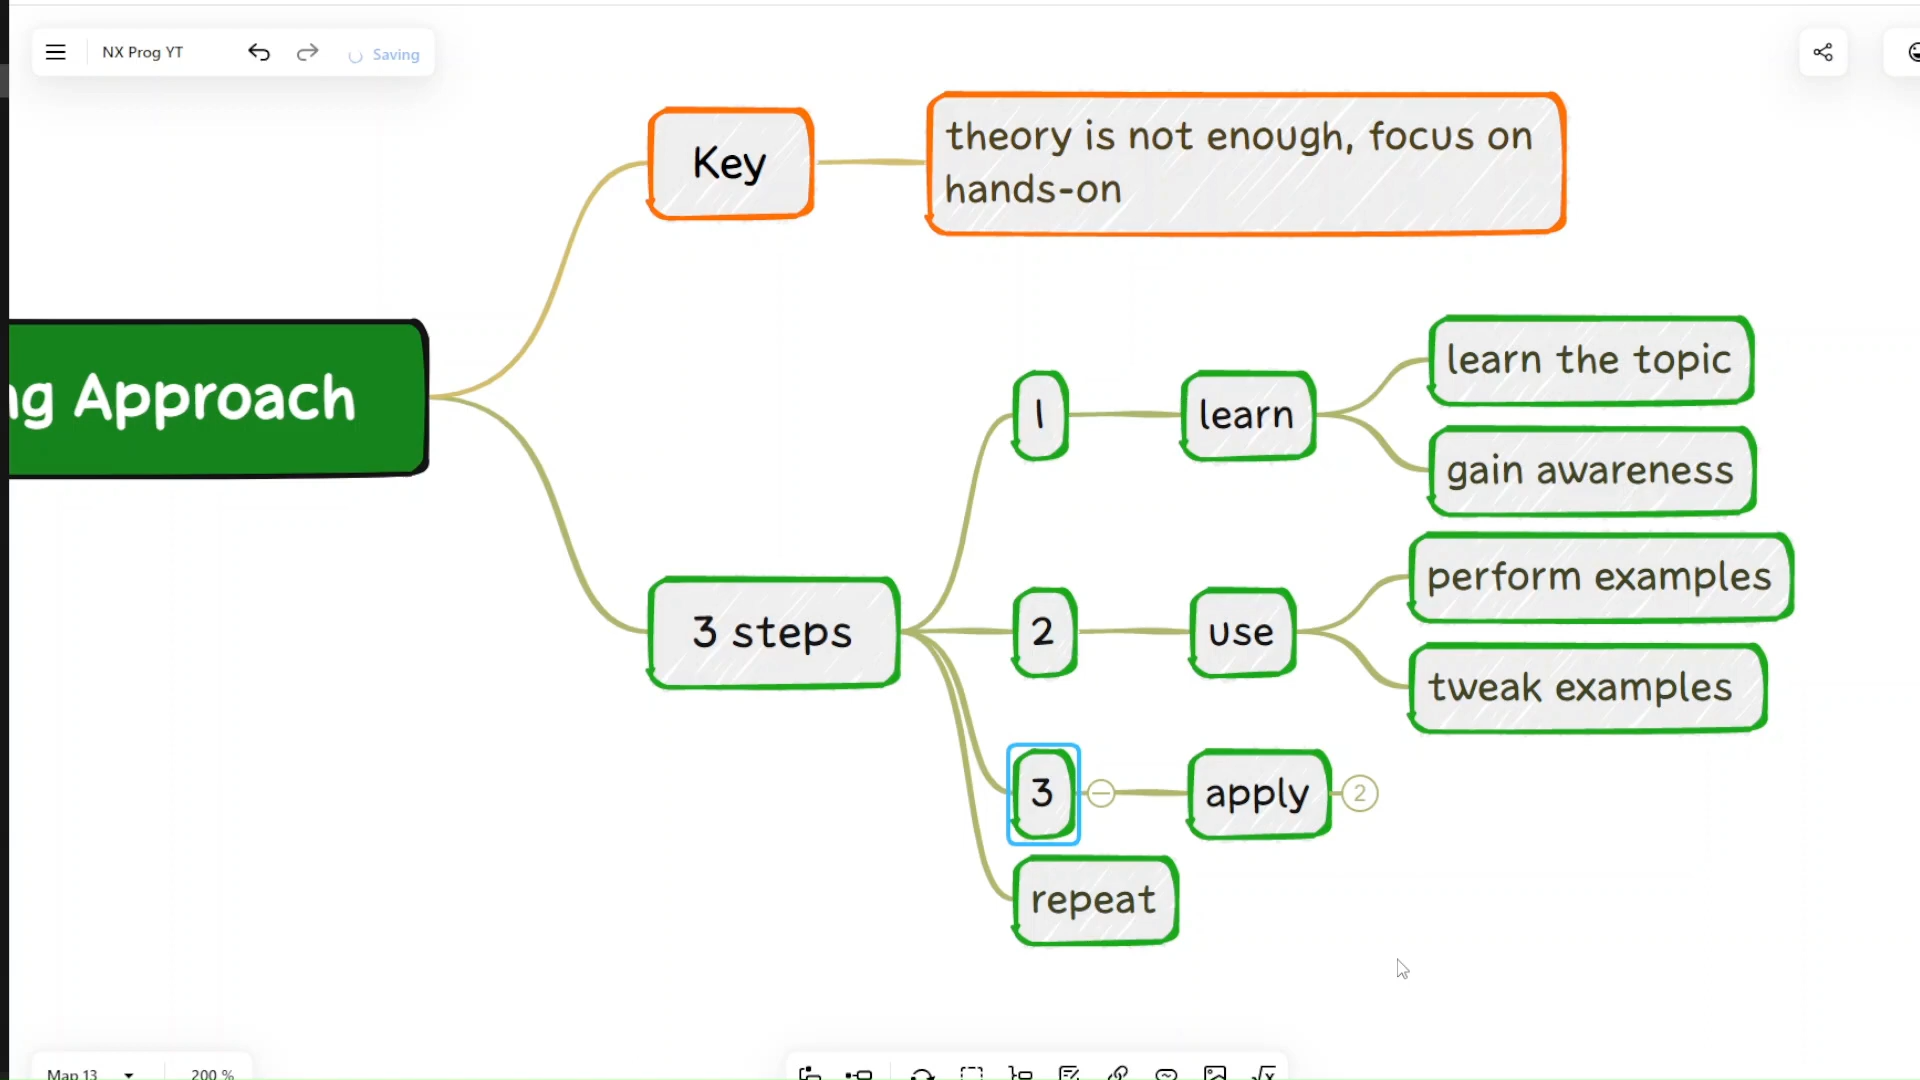 NX Prog YT
Saving
Key
theory is not enough, focus on
hands-on
ng Approach
3 steps
1
learn
learn the topic
gain awareness
2
use
perform examples
tweak examples
3
apply
2
repeat
Map 13
200 %